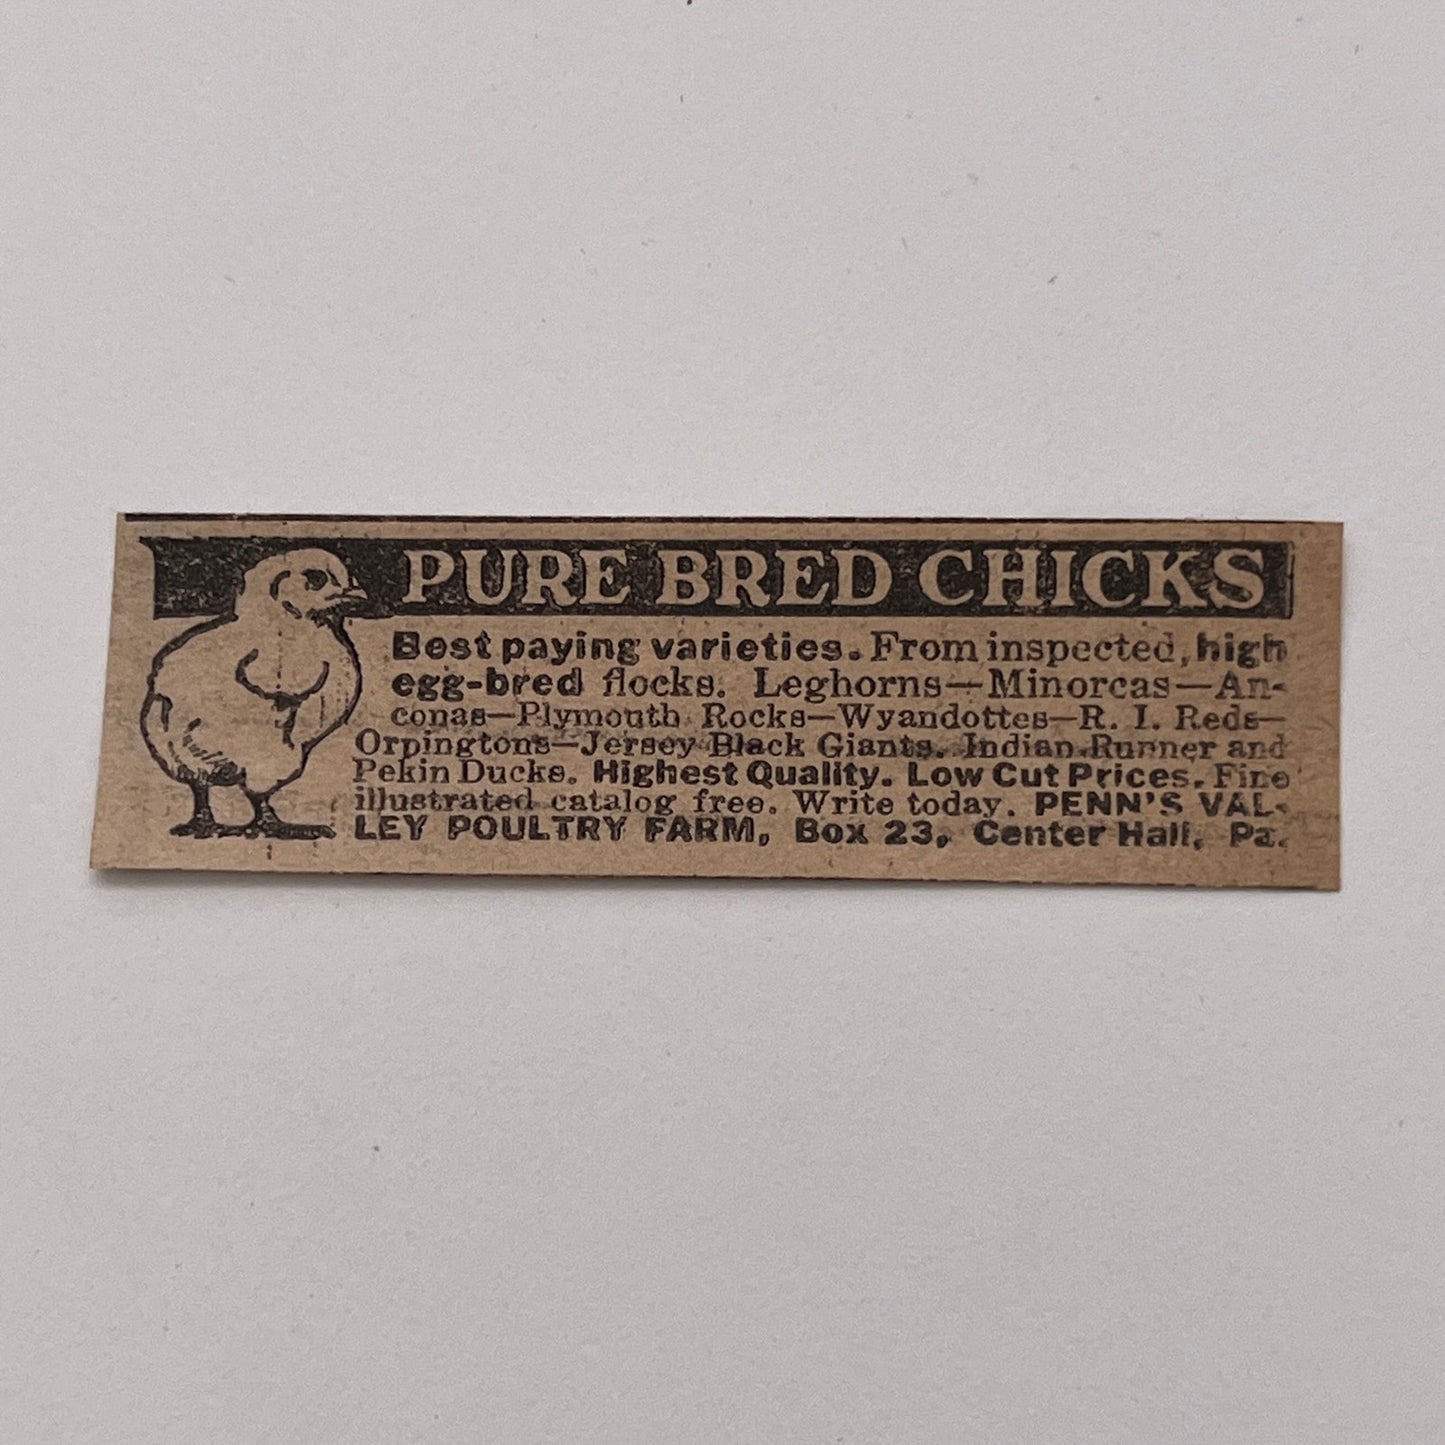 PURE BRED CHICKS
Best paying varieties. From inspected, high
egg-bred flocks. Leghorns—Minorcas—An-
conas—Plymouth Rocks—Wyandottes—R. I. Reds—
Orpingtons—Jersey Black Giants. Indian Runner and
Pekin Ducks. Highest Quality. Low Cut Prices. Fine
illustrated catalog free. Write today. PENN'S VAL-
LEY POULTRY FARM, Box 23, Center Hall, Pa.